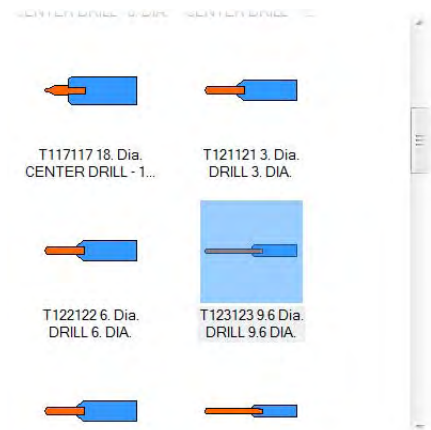 T117117 18. Dia.
CENTER DRILL - 1...
T121121 3. Dia.
DRILL 3. DIA.
T122122 6. Dia.
DRILL 6. DIA.
T123123 9.6 Dia.
DRILL 9.6 DIA.